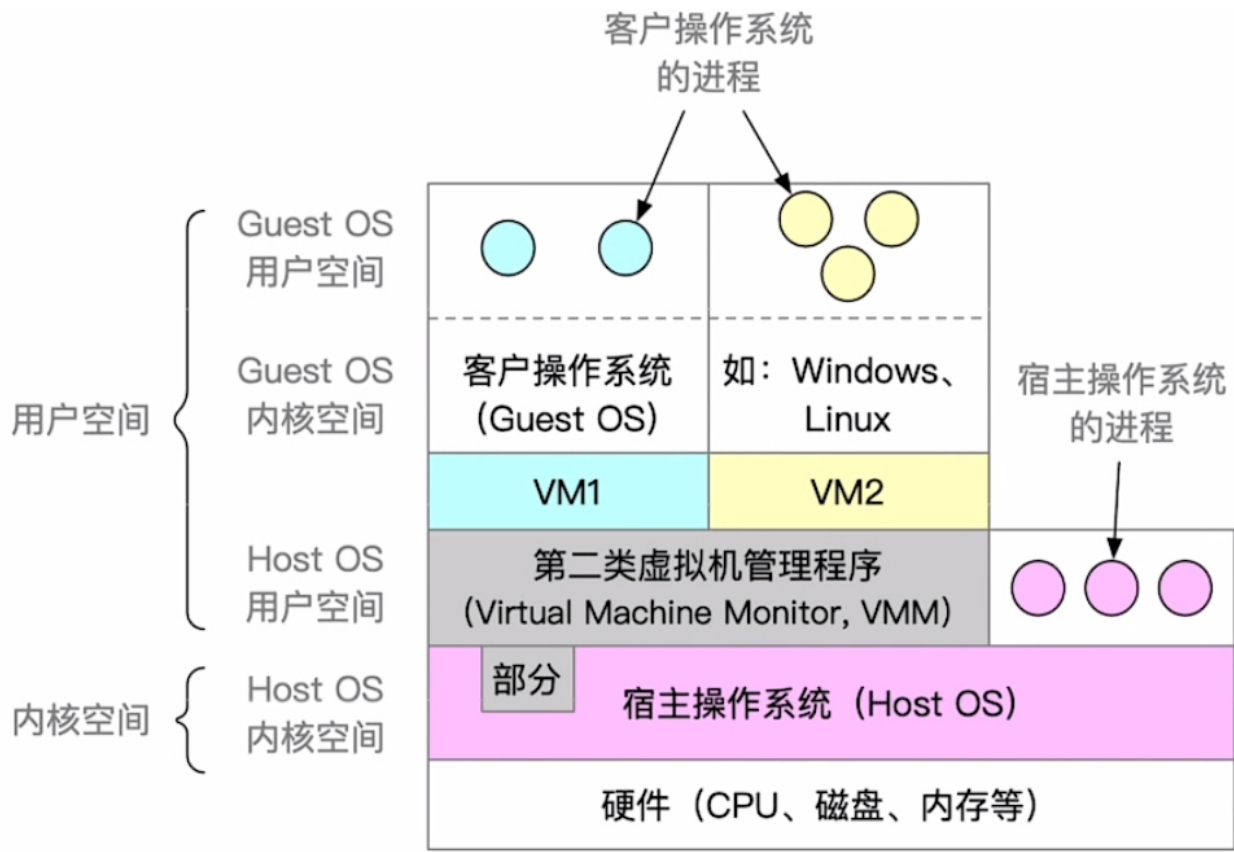 客户操作系统
的进程
Guest OS
用户空间
Guest OS
内核空间
客户操作系统
（Guest OS）
如：Windows、
Linux
宿主操作系统
的进程
用户空间
VM1
VM2
Host OS
用户空间
第二类虚拟机管理程序
（Virtual Machine Monitor, VMM）
部分
内核空间
Host OS
内核空间
宿主操作系统（Host OS）
硬件（CPU、磁盘、内存等）